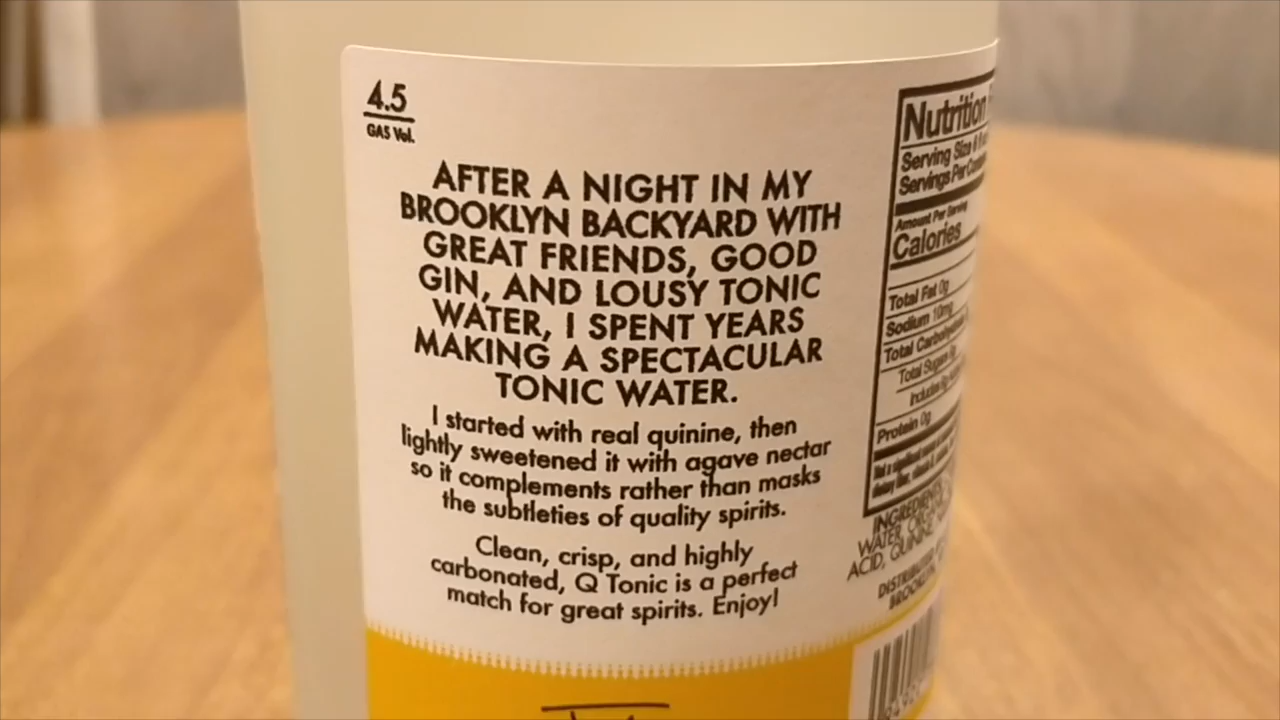 4.5
GAS Vol.
AFTER A NIGHT IN MY
BROOKLYN BACKYARD WITH
GREAT FRIENDS, GOOD
GIN, AND LOUSY TONIC
WATER, I SPENT YEARS
MAKING A SPECTACULAR
TONIC WATER.
I started with real quinine, then
lightly sweetened it with agave nectar
so it complements rather than masks
the subtleties of quality spirits.
Clean, crisp, and highly
carbonated, Q Tonic is a perfect
match for great spirits. Enjoy!
Nutrition
Serving Size
Servings Per
Amount Per Serving
Calories
Total Fat 0g
Sodium 10mg
Total
Total Sugars
Includes
Protein 0g
INGREDIENTS
WATER,
ACID, QUININE
DISTRIBUTED
BROOKLYN